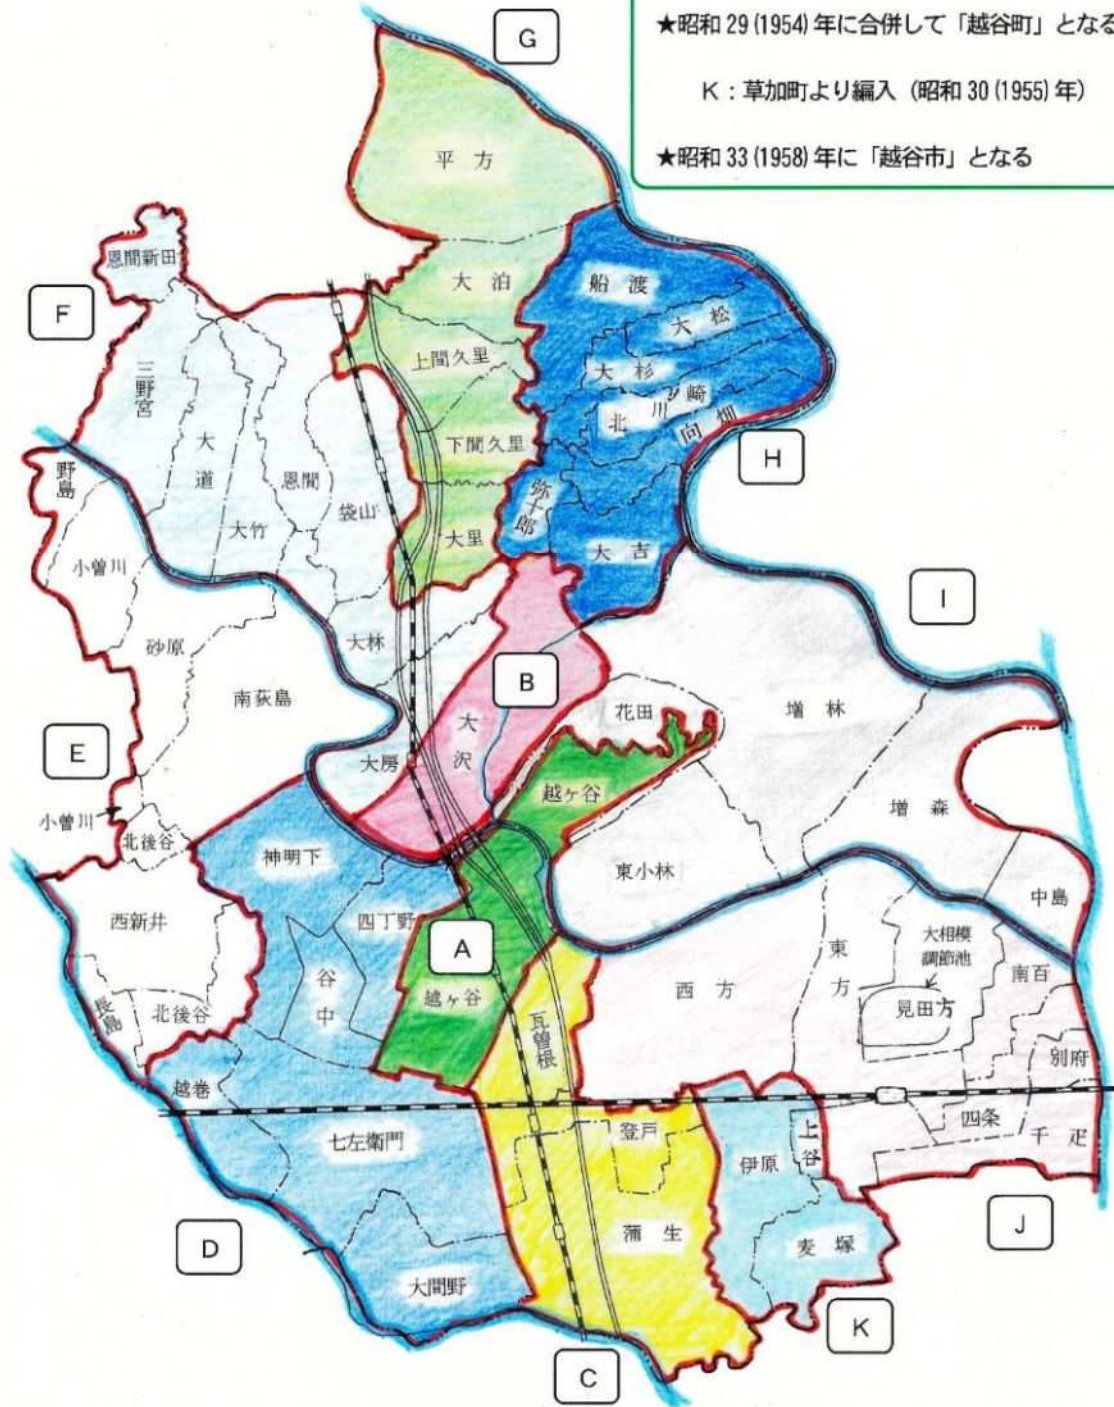 ★昭和29(1954)年に合併して「越谷町」となる
K：草加町より編入（昭和30(1955)年）
★昭和33(1958)年に「越谷市」となる
G
平方
恩間新田
大泊
船渡
F
大松
上間久里
三野宮
大杉
北川崎
向畑
大道
下間久里
H
野島
恩間
弥十郎
袋山
大竹
大里
大吉
小曽川
I
砂原
大林
B
南荻島
大沢
花田
増林
E
大房
越ヶ谷
増森
小曽川
北後谷
神明下
東小林
中島
西新井
四丁野
A
東方
大相模
調節池
南百
谷中
越ヶ谷
西方
見田方
長島
北後谷
瓦曽根
別府
越巻
四条
七左衛門
登戸
上谷
千疋
伊原
D
蒲生
J
麦塚
大間野
K
C